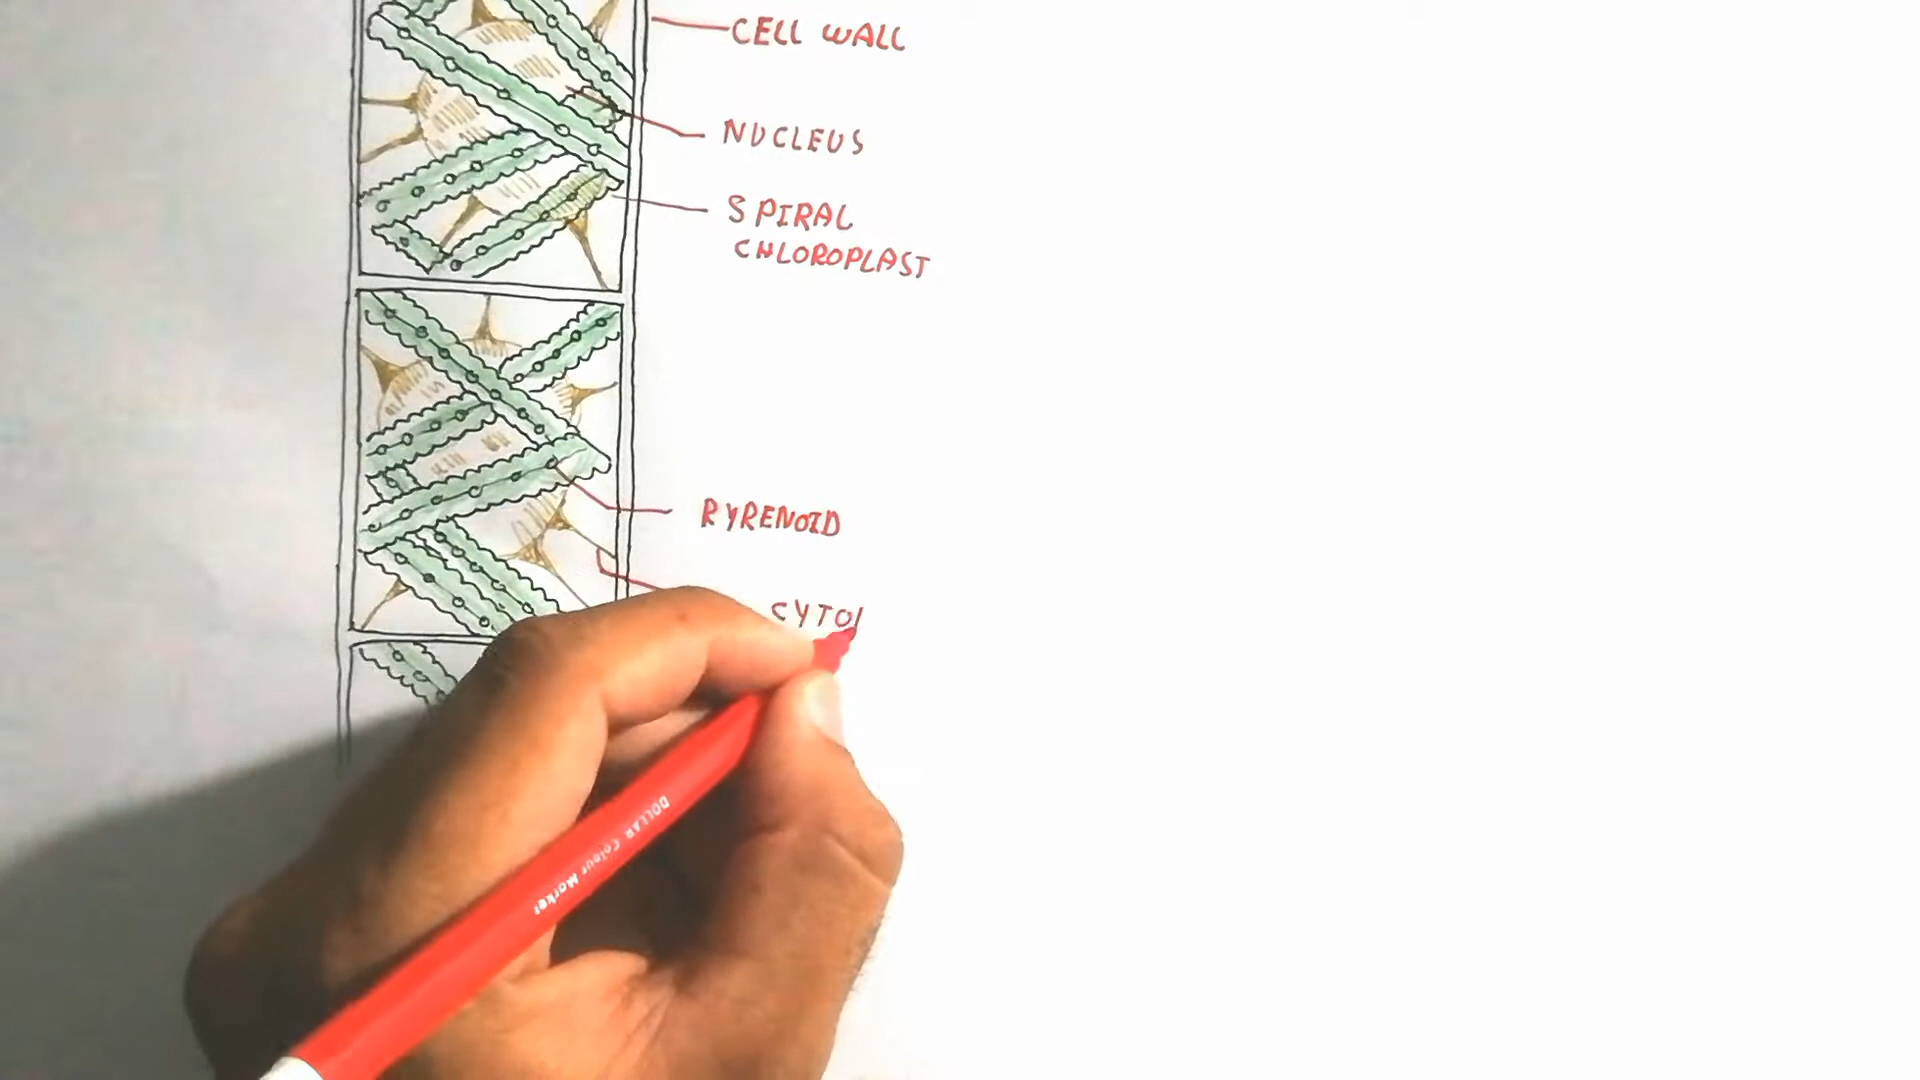 CELL WALL
NUCLEUS
SPIRAL
CHLOROPLAST
RYRENOID
CYTO
DOLLAR Colour Marker